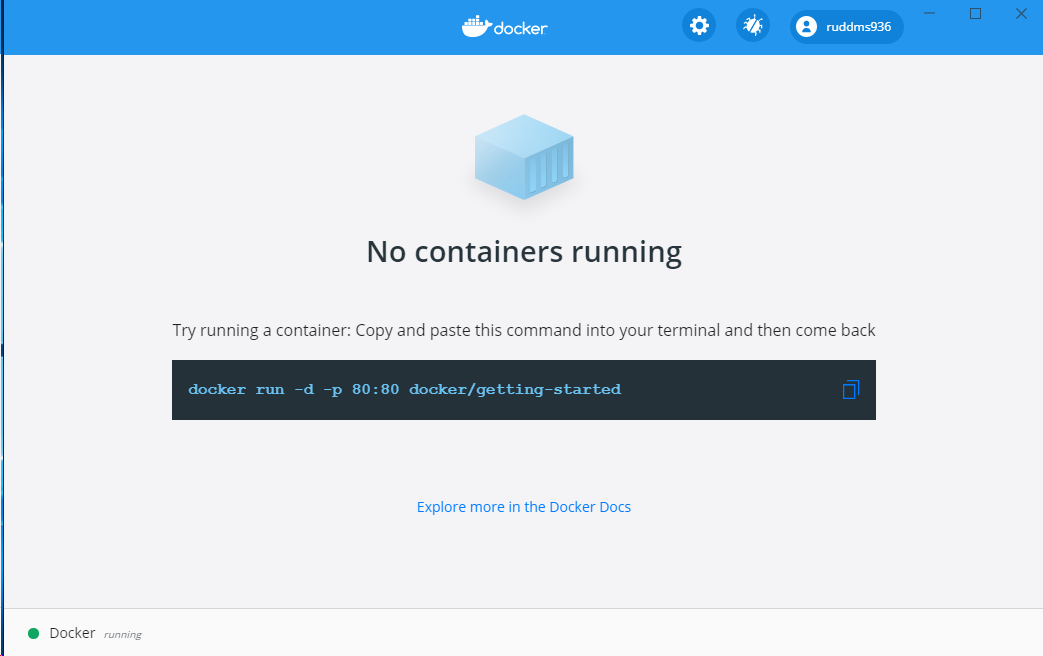 docker
ruddms936
No containers running
Try running a container: Copy and paste this command into your terminal and then come back
docker run -d -p 80:80 docker/getting-started
Explore more in the Docker Docs
Docker running